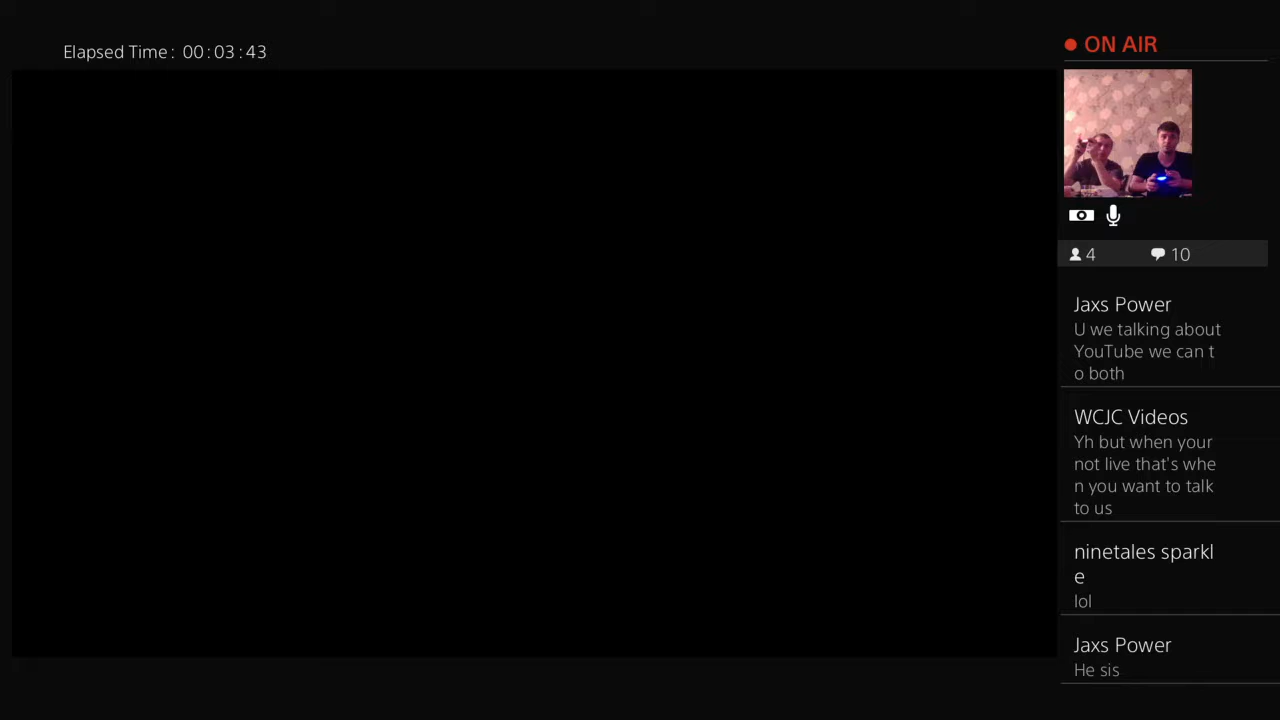 Elapsed Time: 00:03:43
ON AIR
4 10
Jaxs Power
U we talking about
YouTube we can t
o both
WCJC Videos
Yh but when your
not live that's whe
n you want to talk
to us
ninetales sparkl
e
lol
Jaxs Power
He sis